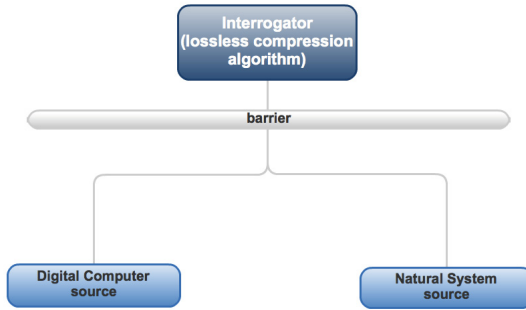 Interrogator
(lossless compression
algorithm)
barrier
Digital Computer
source
Natural System
source